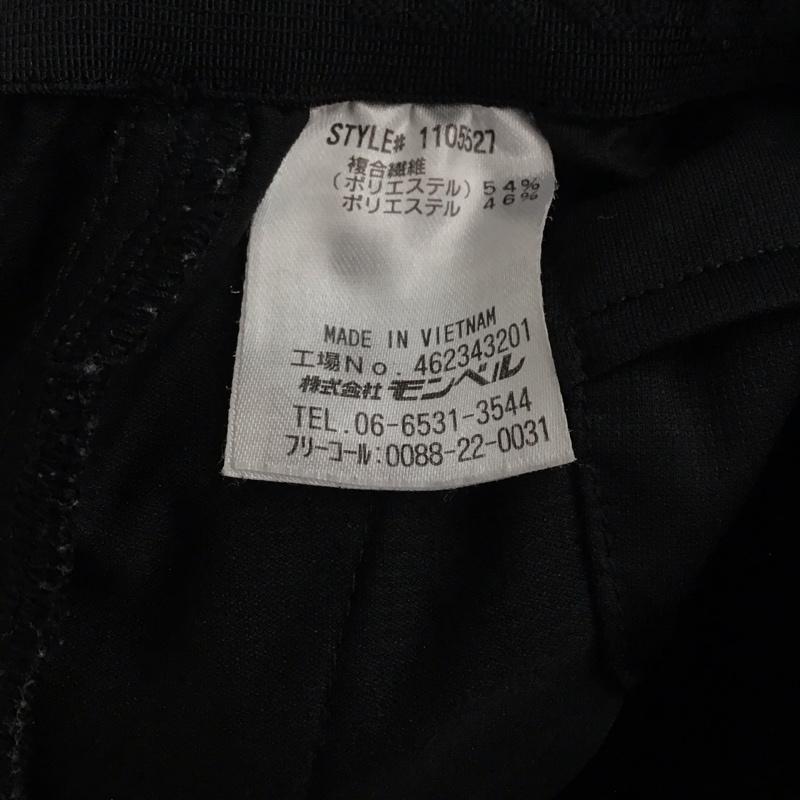 STYLE# 1105527
複合繊維
(ポリエステル) 54%
ポリエステル 46%
MADE IN VIETNAM
工場No. 462343201
株式会社 モンベル
TEL. 06-6531-3544
フリーコール:0088-22-0031